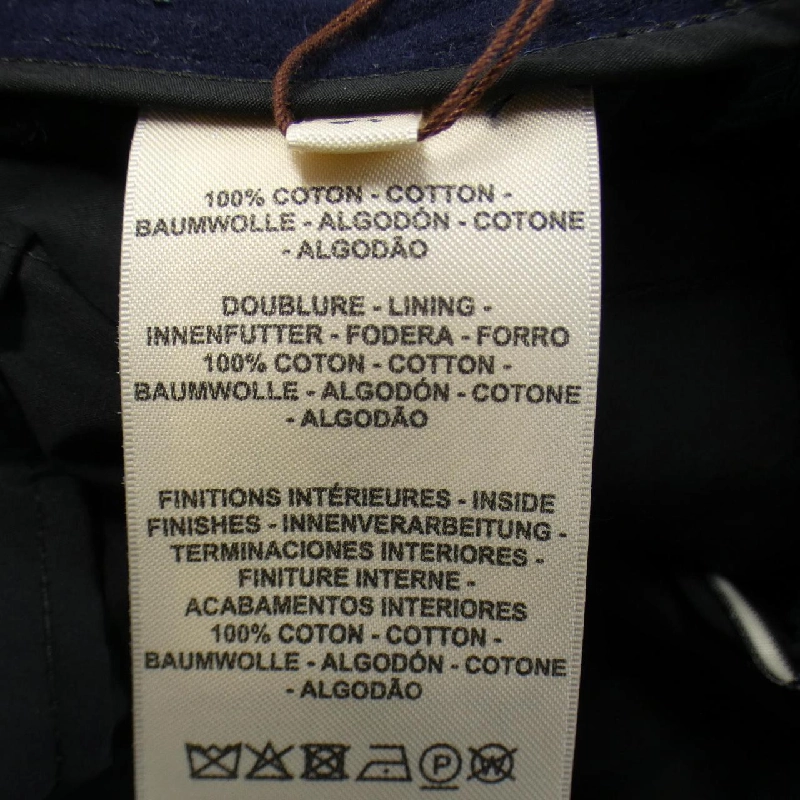 100% COTON - COTTON -
BAUMWOLLE - ALGODÓN - COTONE
- ALGODÃO
DOUBLURE - LINING -
INNENFUTTER - FODERA - FORRO
100% COTON - COTTON -
BAUMWOLLE - ALGODÓN - COTONE
- ALGODÃO
FINITIONS INTÉRIEURES - INSIDE
FINISHES - INNENVERARBEITUNG -
TERMINACIONES INTERIORES -
FINITURE INTERNE -
ACABAMENTOS INTERIORES
100% COTON - COTTON -
BAUMWOLLE - ALGODÓN - COTONE
- ALGODÃO
P W